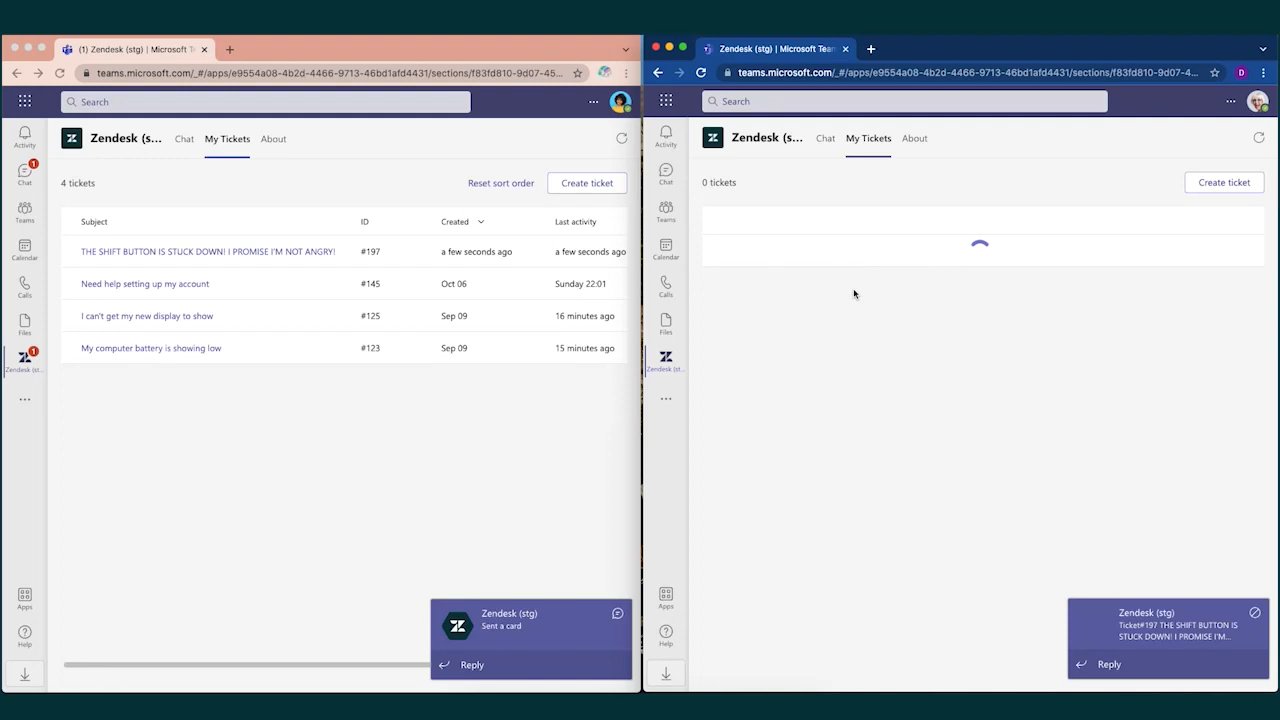 (1) Zendesk (stg) | Microsoft T
teams.microsoft.com/_#/apps/e9554a08-4b2d-4466-9713-46bd1afd4431/sections/f83fd810-9d07-45...
Search
Activity
1
Chat
Teams
Calendar
Calls
Files
1
Zendesk (st...
Apps
Help
Zendesk (s...
Chat
My Tickets
About
4 tickets
Reset sort order
Create ticket
Subject ID Created Last activity
THE SHIFT BUTTON IS STUCK DOWN! I PROMISE I'M NOT ANGRY! #197 a few seconds ago a few seconds ago
Need help setting up my account #145 Oct 06 Sunday 22:01
I can't get my new display to show #125 Sep 09 16 minutes ago
My computer battery is showing low #123 Sep 09 15 minutes ago
Zendesk (stg)
Sent a card
Reply
Zendesk (stg) | Microsoft Team
teams.microsoft.com/_#/apps/e9554a08-4b2d-4466-9713-46bd1afd4431/sections/f83fd810-9d07-4...
D
Search
Activity
Chat
Teams
Calendar
Calls
Files
Zendesk (st...
Apps
Help
Zendesk (s...
Chat
My Tickets
About
0 tickets
Create ticket
Zendesk (stg)
Ticket#197 THE SHIFT BUTTON IS
STUCK DOWN! I PROMISE I'M...
Reply